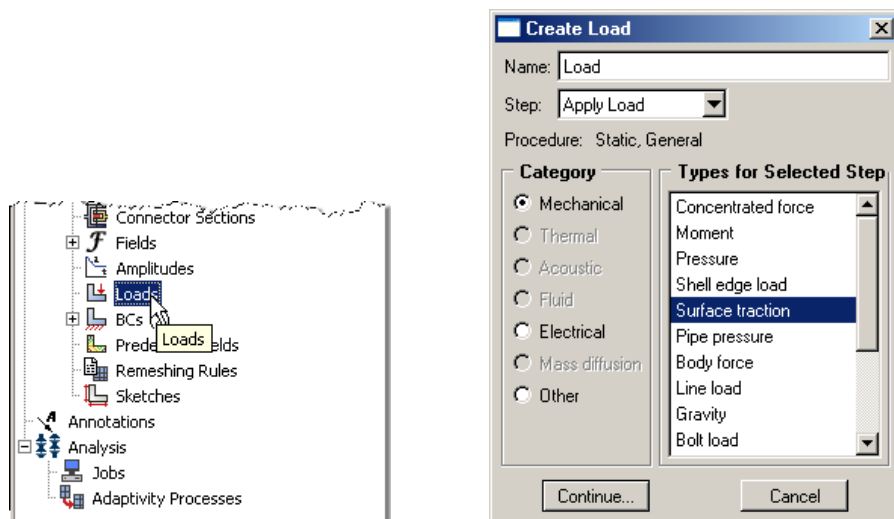 Connector Sections
Fields
Amplitudes
Loads
BCs
Loads
Remeshing Rules
Sketches
Annotations
Analysis
Jobs
Adaptivity Processes
Create Load
Name: Load
Step: Apply Load
Procedure: Static, General
Category
Mechanical
Thermal
Acoustic
Fluid
Electrical
Mass diffusion
Other
Types for Selected Step
Concentrated force
Moment
Pressure
Shell edge load
Surface traction
Pipe pressure
Body force
Line load
Gravity
Bolt load
Continue...
Cancel